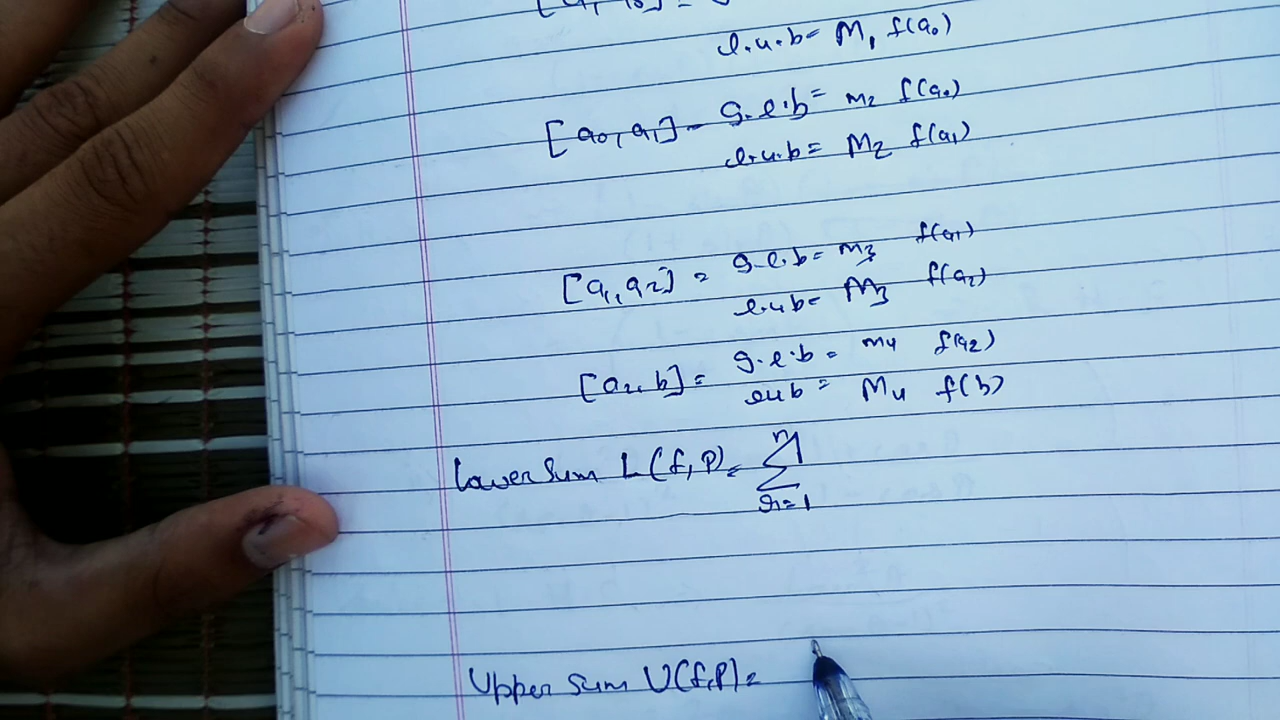 l.u.b = M₁ f(a₀)
[a₀, a₁] - g.l.b = m₂ f(a₀)
l.u.b = M₂ f(a₁)
[a₁, a₂] = g.l.b = m₃ f(a₁)
l.u.b = M₃ f(a₂)
[a₂, b] = g.l.b = m₄ f(a₂)
lub = M₄ f(b)
Lower Sum L(f, P) = n ∑ r=1
Upper Sum U(f, P) =